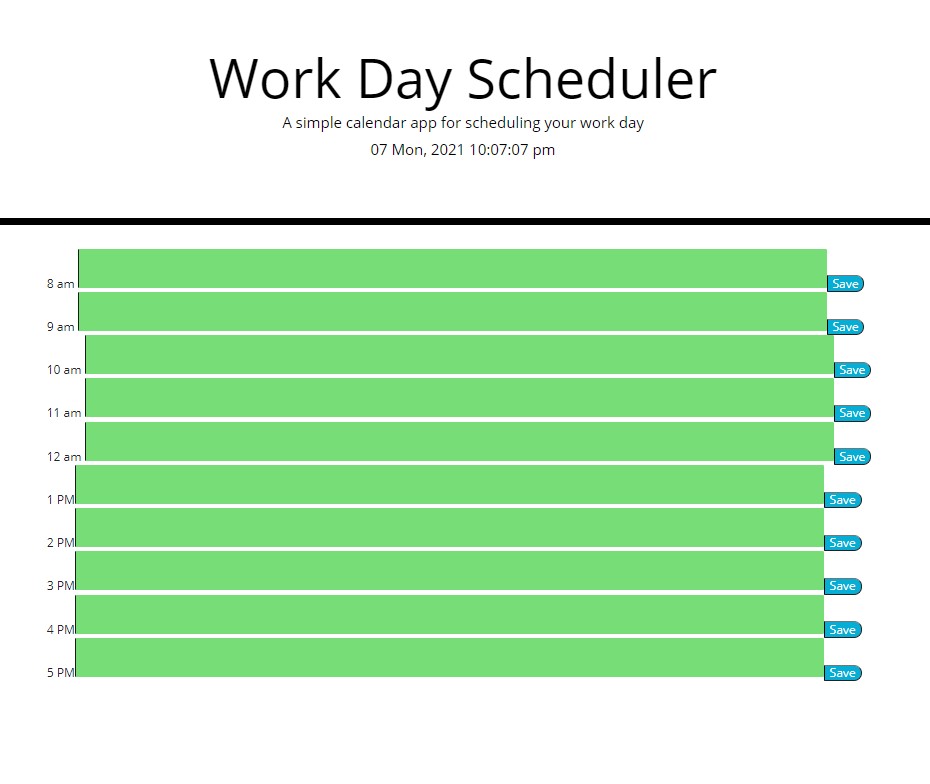 Work Day Scheduler
A simple calendar app for scheduling your work day
07 Mon, 2021 10:07:07 pm
8 am Save
9 am Save
10 am Save
11 am Save
12 am Save
1 PM Save
2 PM Save
3 PM Save
4 PM Save
5 PM Save